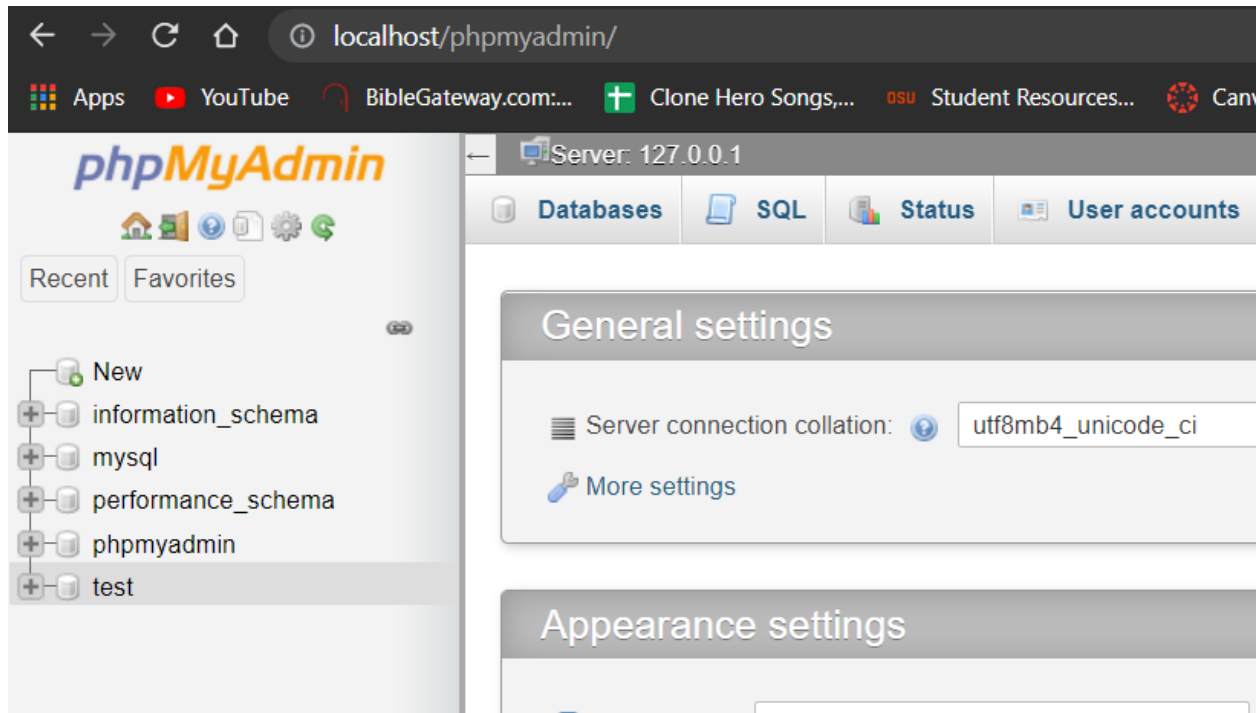 localhost/phpmyadmin/
Apps YouTube BibleGateway.com:... Clone Hero Songs,... OSU Student Resources... Canv
phpMyAdmin
Server: 127.0.0.1
Databases SQL Status User accounts
Recent Favorites
General settings
New
information_schema
Server connection collation: utf8mb4_unicode_ci
mysql
More settings
performance_schema
phpmyadmin
test
Appearance settings